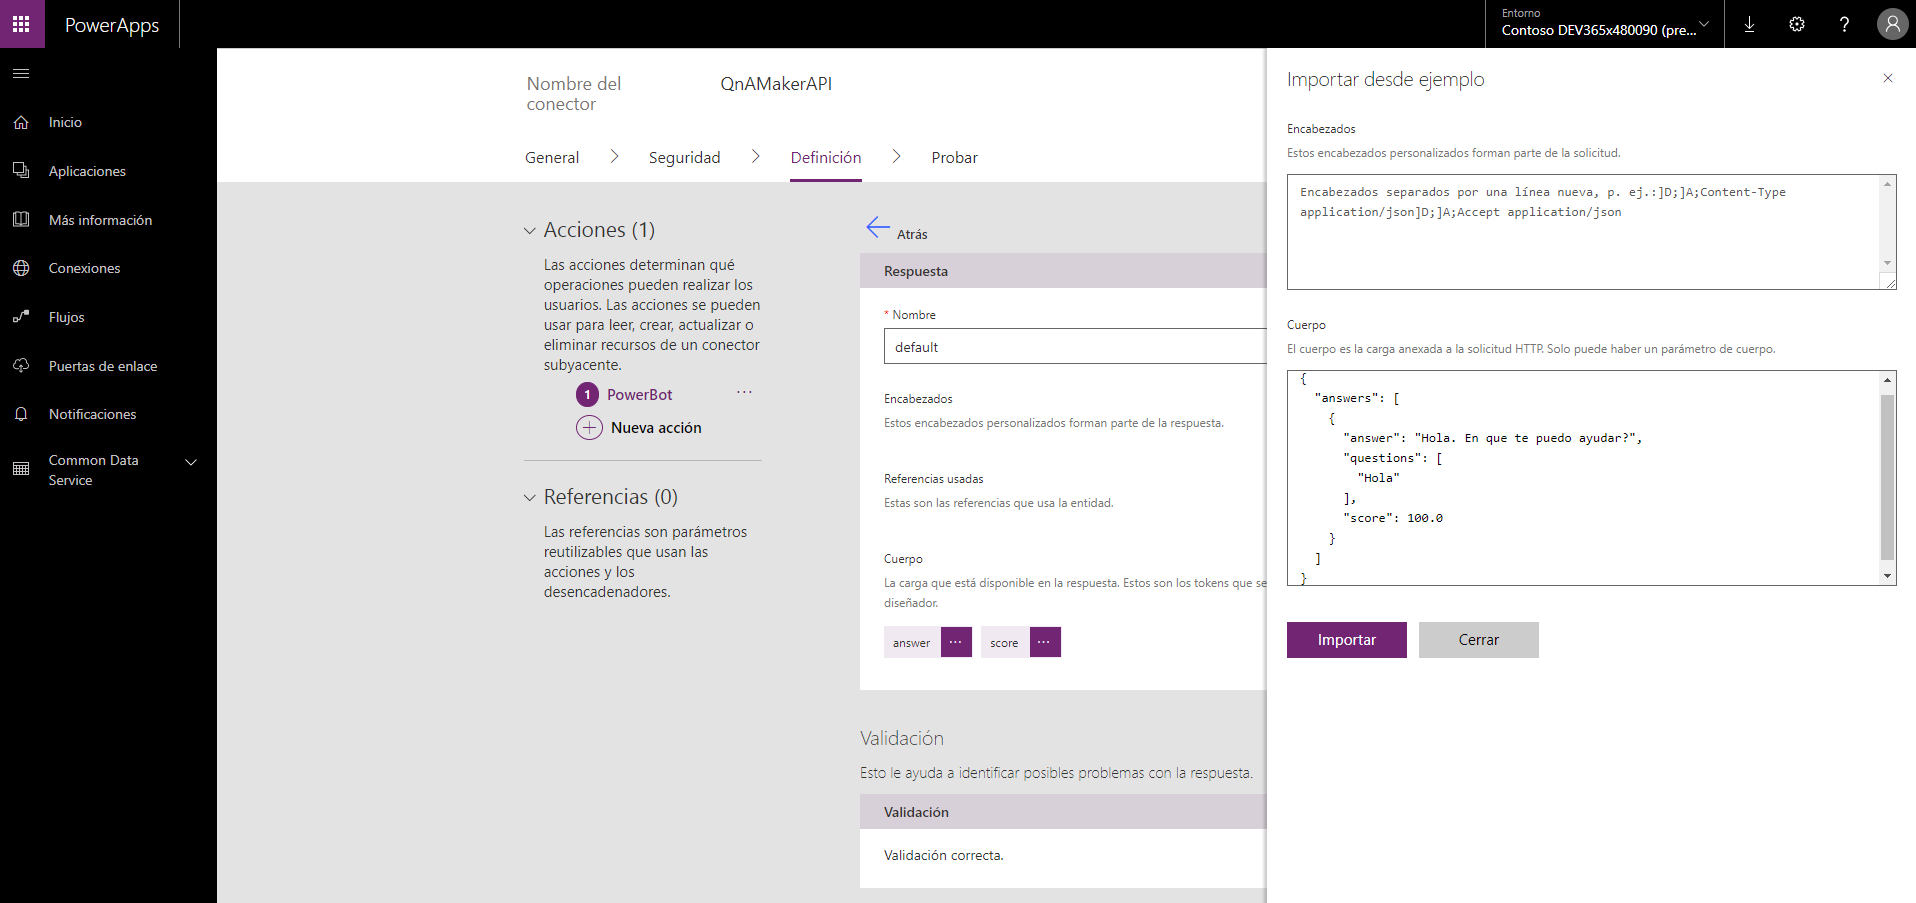 PowerApps
Entorno
Contoso DEV365x480090 (pre...
?
Inicio
Aplicaciones
Más información
Conexiones
Flujos
Puertas de enlace
Notificaciones
Common Data
Service
Nombre del
conector
QnAMakerAPI
General
Seguridad
Definición
Probar
Acciones (1)
Las acciones determinan qué
operaciones pueden realizar los
usuarios. Las acciones se pueden
usar para leer, crear, actualizar o
eliminar recursos de un conector
subyacente.
1 PowerBot ...
Nueva acción
Referencias (0)
Las referencias son parámetros
reutilizables que usan las
acciones y los
desencadenadores.
Atrás
Respuesta
* Nombre
default
Encabezados
Estos encabezados personalizados forman parte de la respuesta.
Referencias usadas
Estas son las referencias que usa la entidad.
Cuerpo
La carga que está disponible en la respuesta. Estos son los tokens que se
diseñador.
answer ... score ...
Validación
Esto le ayuda a identificar posibles problemas con la respuesta.
Validación
Validación correcta.
Importar desde ejemplo
Encabezados
Estos encabezados personalizados forman parte de la solicitud.
Encabezados separados por una línea nueva, p. ej.:]D;]A;Content-Type
application/json]D;]A;Accept application/json
Cuerpo
El cuerpo es la carga anexada a la solicitud HTTP. Solo puede haber un parámetro de cuerpo.
{
"answers": [
{
"answer": "Hola. En que te puedo ayudar?",
"questions": [
"Hola"
],
"score": 100.0
}
]
}
Importar
Cerrar